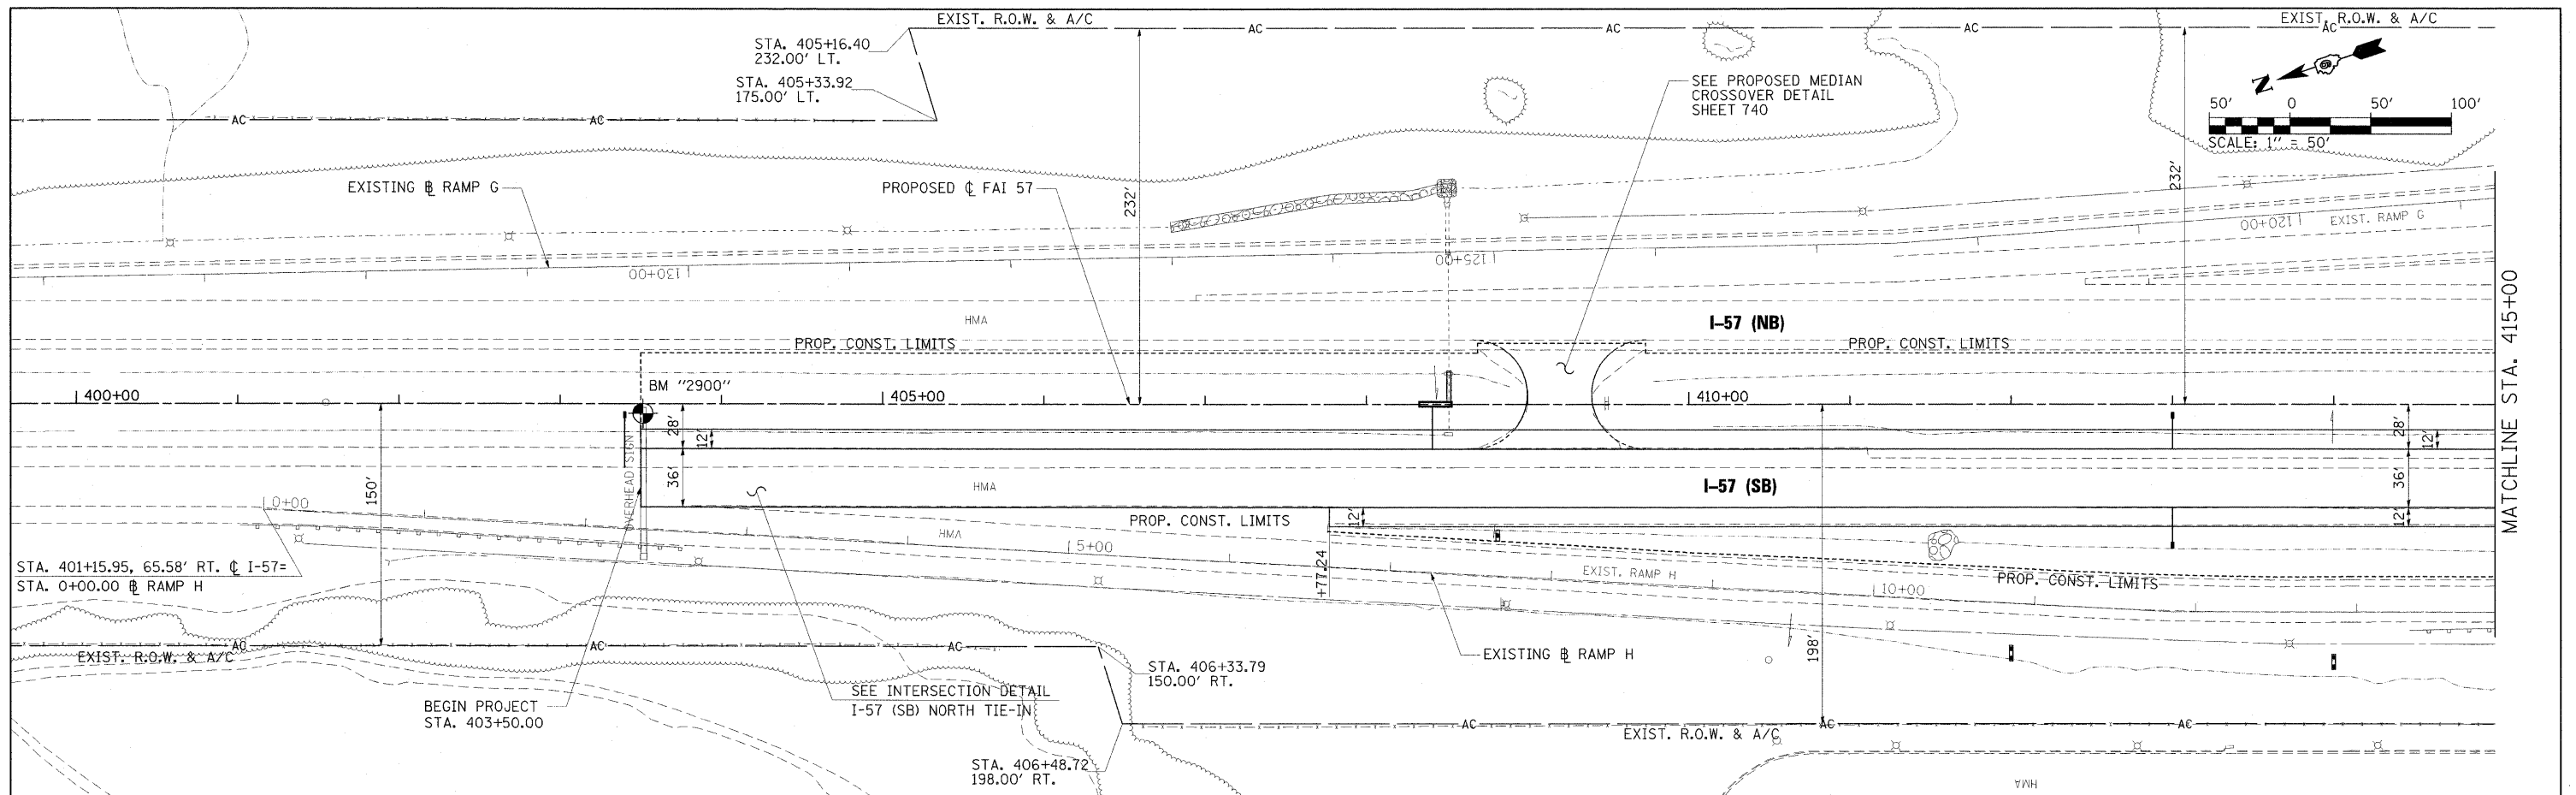 EXIST. R.O.W. & A/C
AC
AC
AC
EXIST. R.O.W. & A/C
AC
STA. 405+16.40
232.00' LT.
STA. 405+33.92
175.00' LT.
AC
AC
SEE PROPOSED MEDIAN
CROSSOVER DETAIL
SHEET 740
N
50' 0 50' 100'
SCALE: 1" = 50'
EXISTING ℄ RAMP G
PROPOSED ℄ FAI 57
232'
232'
130+00
125+00
120+00
EXIST. RAMP G
HMA
I-57 (NB)
PROP. CONST. LIMITS
PROP. CONST. LIMITS
MATCHLINE STA. 415+00
BM "2900"
400+00
405+00
410+00
28'
12'
36'
OVERHEAD SIGN
150'
28'
12'
36'
12'
HMA
I-57 (SB)
0+00
HMA
PROP. CONST. LIMITS
12'
5+00
+77.24
EXIST. RAMP H
10+00
PROP. CONST. LIMITS
STA. 401+15.95, 65.58' RT. ℄ I-57=
STA. 0+00.00 ℄ RAMP H
AC
AC
AC
EXIST. R.O.W. & A/C
EXISTING ℄ RAMP H
198'
STA. 406+33.79
150.00' RT.
SEE INTERSECTION DETAIL
I-57 (SB) NORTH TIE-IN
BEGIN PROJECT
STA. 403+50.00
AC
AC
AC
EXIST. R.O.W. & A/C
STA. 406+48.72
198.00' RT.
HMA